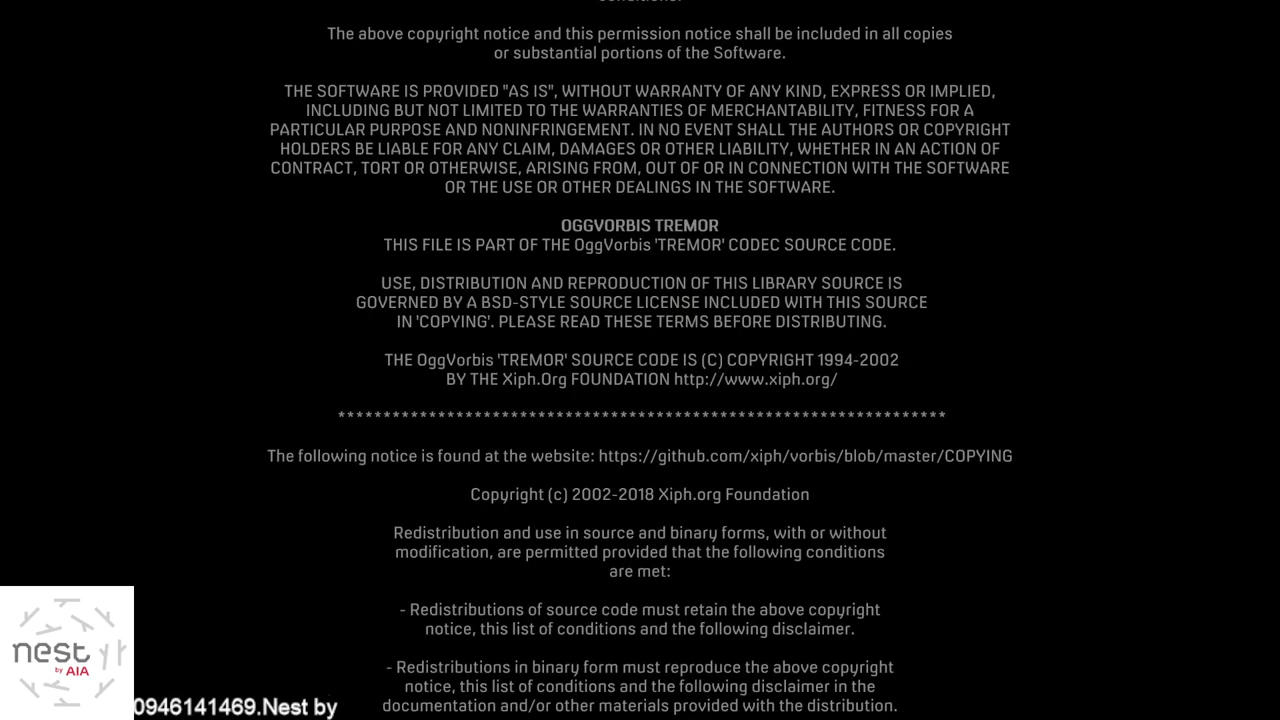 The above copyright notice and this permission notice shall be included in all copies
or substantial portions of the Software.
THE SOFTWARE IS PROVIDED "AS IS", WITHOUT WARRANTY OF ANY KIND, EXPRESS OR IMPLIED,
INCLUDING BUT NOT LIMITED TO THE WARRANTIES OF MERCHANTABILITY, FITNESS FOR A
PARTICULAR PURPOSE AND NONINFRINGEMENT. IN NO EVENT SHALL THE AUTHORS OR COPYRIGHT
HOLDERS BE LIABLE FOR ANY CLAIM, DAMAGES OR OTHER LIABILITY, WHETHER IN AN ACTION OF
CONTRACT, TORT OR OTHERWISE, ARISING FROM, OUT OF OR IN CONNECTION WITH THE SOFTWARE
OR THE USE OR OTHER DEALINGS IN THE SOFTWARE.
OGGVORBIS TREMOR
THIS FILE IS PART OF THE OggVorbis 'TREMOR' CODEC SOURCE CODE.
USE, DISTRIBUTION AND REPRODUCTION OF THIS LIBRARY SOURCE IS
GOVERNED BY A BSD-STYLE SOURCE LICENSE INCLUDED WITH THIS SOURCE
IN 'COPYING'. PLEASE READ THESE TERMS BEFORE DISTRIBUTING.
THE OggVorbis 'TREMOR' SOURCE CODE IS (C) COPYRIGHT 1994-2002
BY THE Xiph.Org FOUNDATION http://www.xiph.org/
*******************************************************************
The following notice is found at the website: https://github.com/xiph/vorbis/blob/master/COPYING
Copyright (c) 2002-2018 Xiph.org Foundation
Redistribution and use in source and binary forms, with or without
modification, are permitted provided that the following conditions
are met:
- Redistributions of source code must retain the above copyright
notice, this list of conditions and the following disclaimer.
- Redistributions in binary form must reproduce the above copyright
notice, this list of conditions and the following disclaimer in the
documentation and/or other materials provided with the distribution.
nest
by AIA
0946141469.Nest by